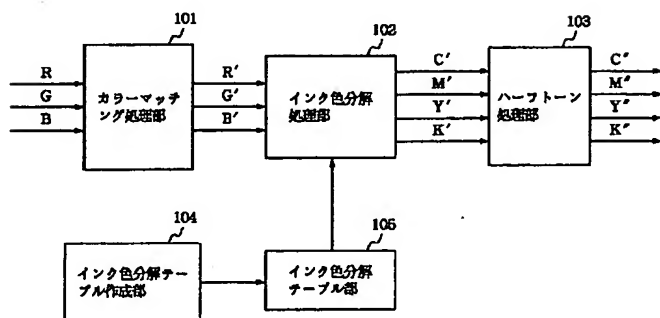 101
102
103
R
G
B
カラーマッチ
ング処理部
R′
G′
B′
インク色分解
処理部
C′
M′
Y′
K′
ハーフトーン
処理部
C″
M″
Y″
K″
104
105
インク色分解テー
ブル作成部
インク色分解
テーブル部